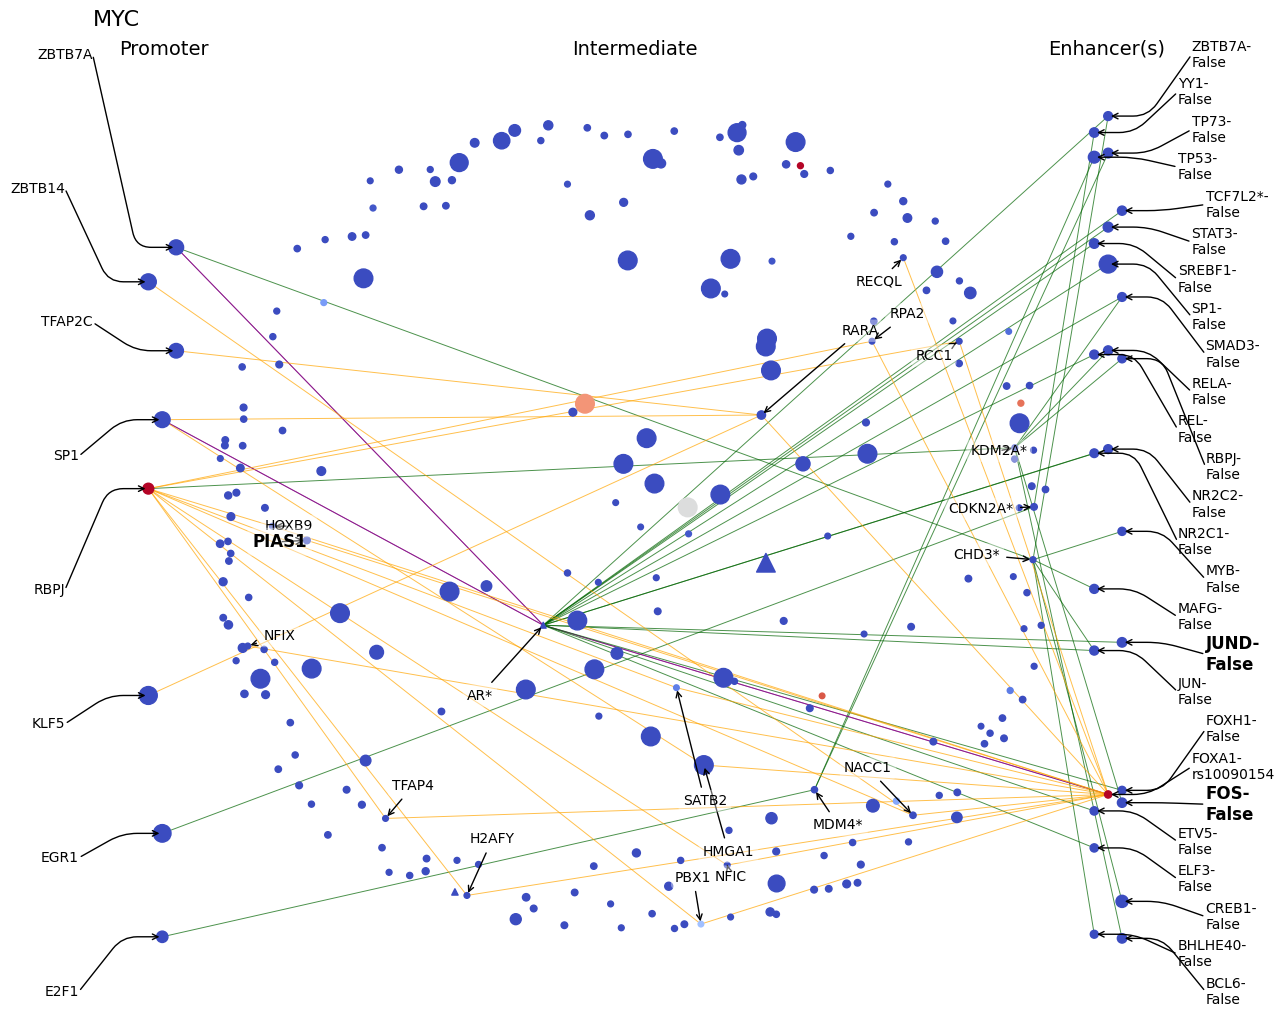 MYC
Promoter
Intermediate
Enhancer(s)
ZBTB7A
ZBTB14
TFAP2C
SP1
RBPJ
KLF5
EGR1
E2F1
RECQL
RPA2
RARA
RCC1
KDM2A*
CDKN2A*
CHD3*
HOXB9
PIAS1
NFIX
AR*
TFAP4
H2AFY
SATB2
HMGA1
NFIC
PBX1
NACC1
MDM4*
ZBTB7A-
False
YY1-
False
TP73-
False
TP53-
False
TCF7L2*-
False
STAT3-
False
SREBF1-
False
SP1-
False
SMAD3-
False
RELA-
False
REL-
False
RBPJ-
False
NR2C2-
False
NR2C1-
False
MYB-
False
MAFG-
False
JUND-
False
JUN-
False
FOXH1-
False
FOXA1-
rs10090154
FOS-
False
ETV5-
False
ELF3-
False
CREB1-
False
BHLHE40-
False
BCL6-
False